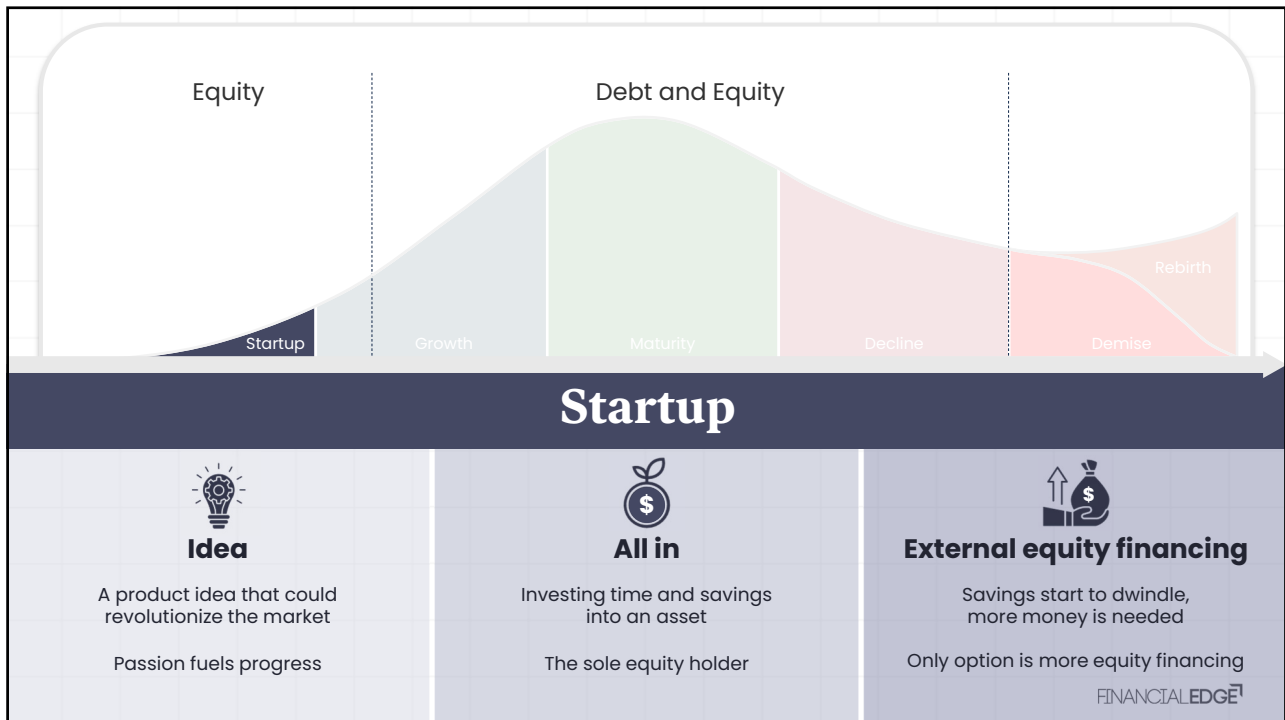 Equity
Debt and Equity
Rebirth
Startup
Growth
Maturity
Decline
Demise
Startup
$
Idea
A product idea that could
revolutionize the market
Passion fuels progress
$
All in
Investing time and savings
into an asset
The sole equity holder
$
External equity financing
Savings start to dwindle,
more money is needed
Only option is more equity financing
FINANCIALEDGE